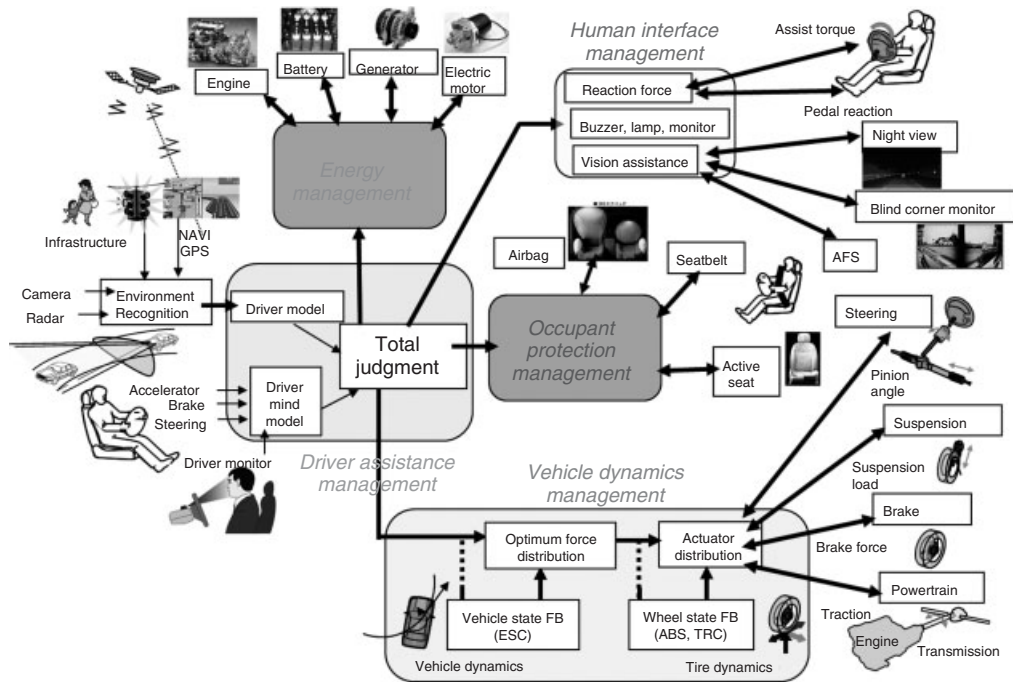 Human interface
management
Assist torque
Battery
Generator
Electric
motor
Engine
Reaction force
Pedal reaction
Buzzer, lamp, monitor
Night view
Vision assistance
Energy
management
Blind corner monitor
Infrastructure
NAVI
GPS
Airbag
Seatbelt
AFS
Camera
Radar
Environment
Recognition
Driver model
Total
judgment
Occupant
protection
management
Steering
Active
seat
Pinion
angle
Accelerator
Brake
Steering
Driver
mind
model
Suspension
Driver monitor
Driver assistance
management
Vehicle dynamics
management
Suspension
load
Brake
Optimum force
distribution
Actuator
distribution
Brake force
Powertrain
Vehicle state FB
(ESC)
Wheel state FB
(ABS, TRC)
Traction
Engine
Transmission
Vehicle dynamics
Tire dynamics